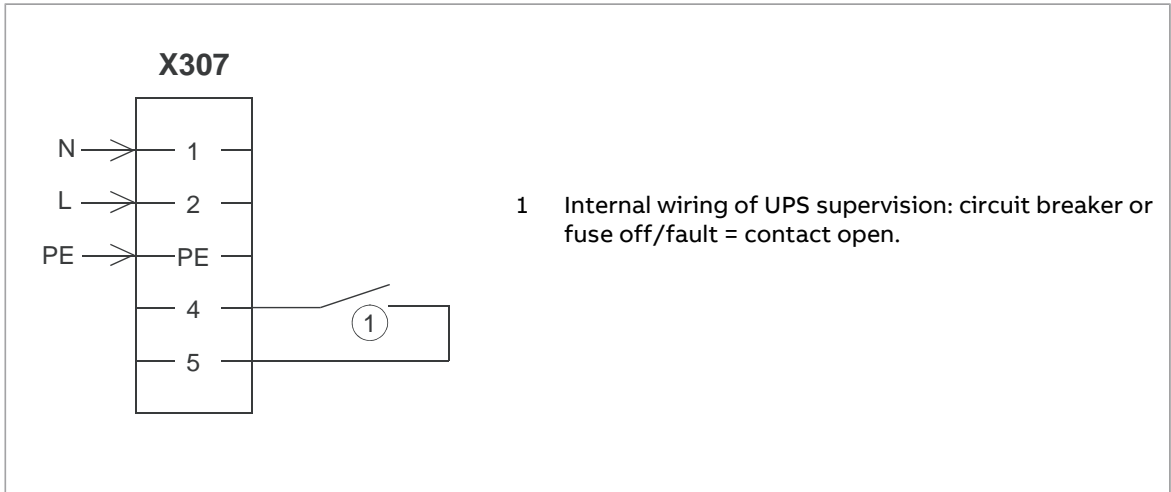 X307
N 1
L 2
PE PE
4
1
5
1 Internal wiring of UPS supervision: circuit breaker or
fuse off/fault = contact open.